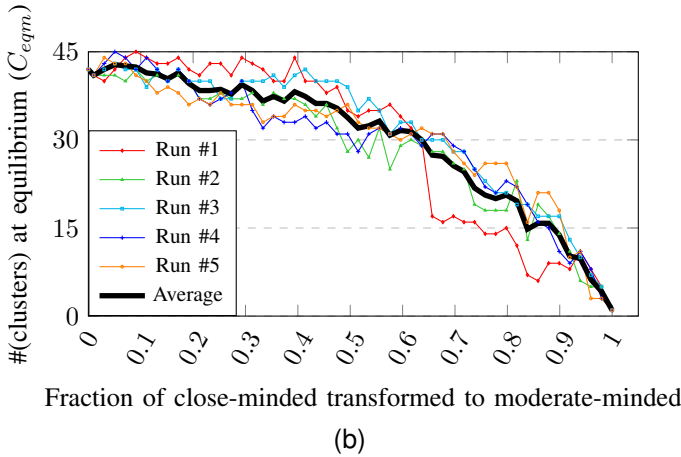 #(clusters) at equilibrium (C_eqm)
45
30
15
0
Run #1
Run #2
Run #3
Run #4
Run #5
Average
0 0.1 0.2 0.3 0.4 0.5 0.6 0.7 0.8 0.9 1
Fraction of close-minded transformed to moderate-minded
(b)